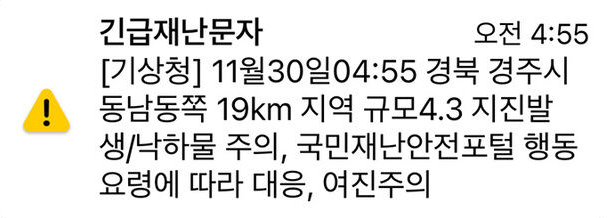 긴급재난문자
오전 4:55
[기상청] 11월30일04:55 경북 경주시
동남동쪽 19km 지역 규모4.3 지진발
생/낙하물 주의, 국민재난안전포털 행동
요령에 따라 대응, 여진주의